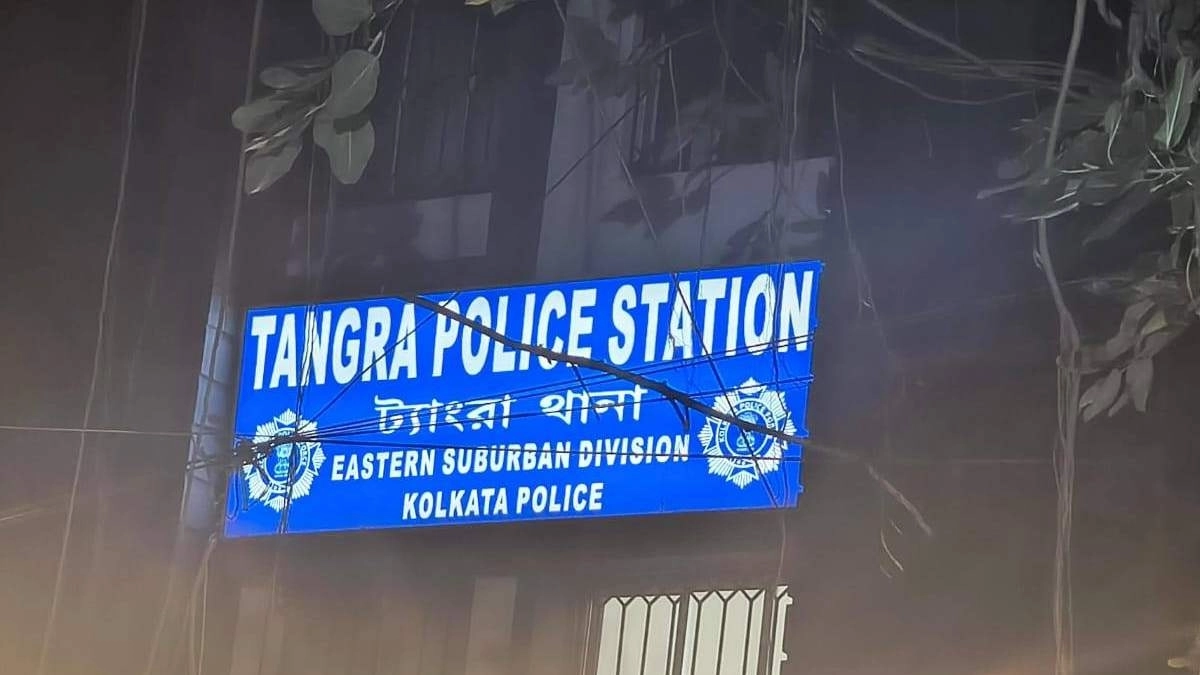 TANGRA POLICE STATION
ট্যাংরা থানা
EASTERN SUBURBAN DIVISION
KOLKATA POLICE